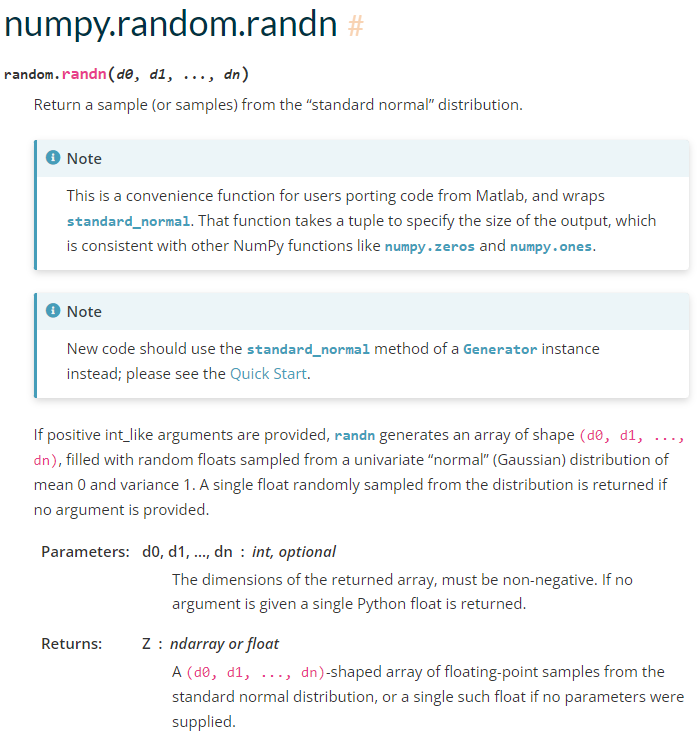 numpy.random.randn #
random.randn(d0, d1, ..., dn)
Return a sample (or samples) from the “standard normal” distribution.
Note
This is a convenience function for users porting code from Matlab, and wraps
standard_normal. That function takes a tuple to specify the size of the output, which
is consistent with other NumPy functions like numpy.zeros and numpy.ones.
Note
New code should use the standard_normal method of a Generator instance
instead; please see the Quick Start.
If positive int_like arguments are provided, randn generates an array of shape (d0, d1, ...,
dn), filled with random floats sampled from a univariate “normal” (Gaussian) distribution of
mean 0 and variance 1. A single float randomly sampled from the distribution is returned if
no argument is provided.
Parameters: d0, d1, …, dn : int, optional
The dimensions of the returned array, must be non-negative. If no
argument is given a single Python float is returned.
Returns: Z : ndarray or float
A (d0, d1, ..., dn)-shaped array of floating-point samples from the
standard normal distribution, or a single such float if no parameters were
supplied.